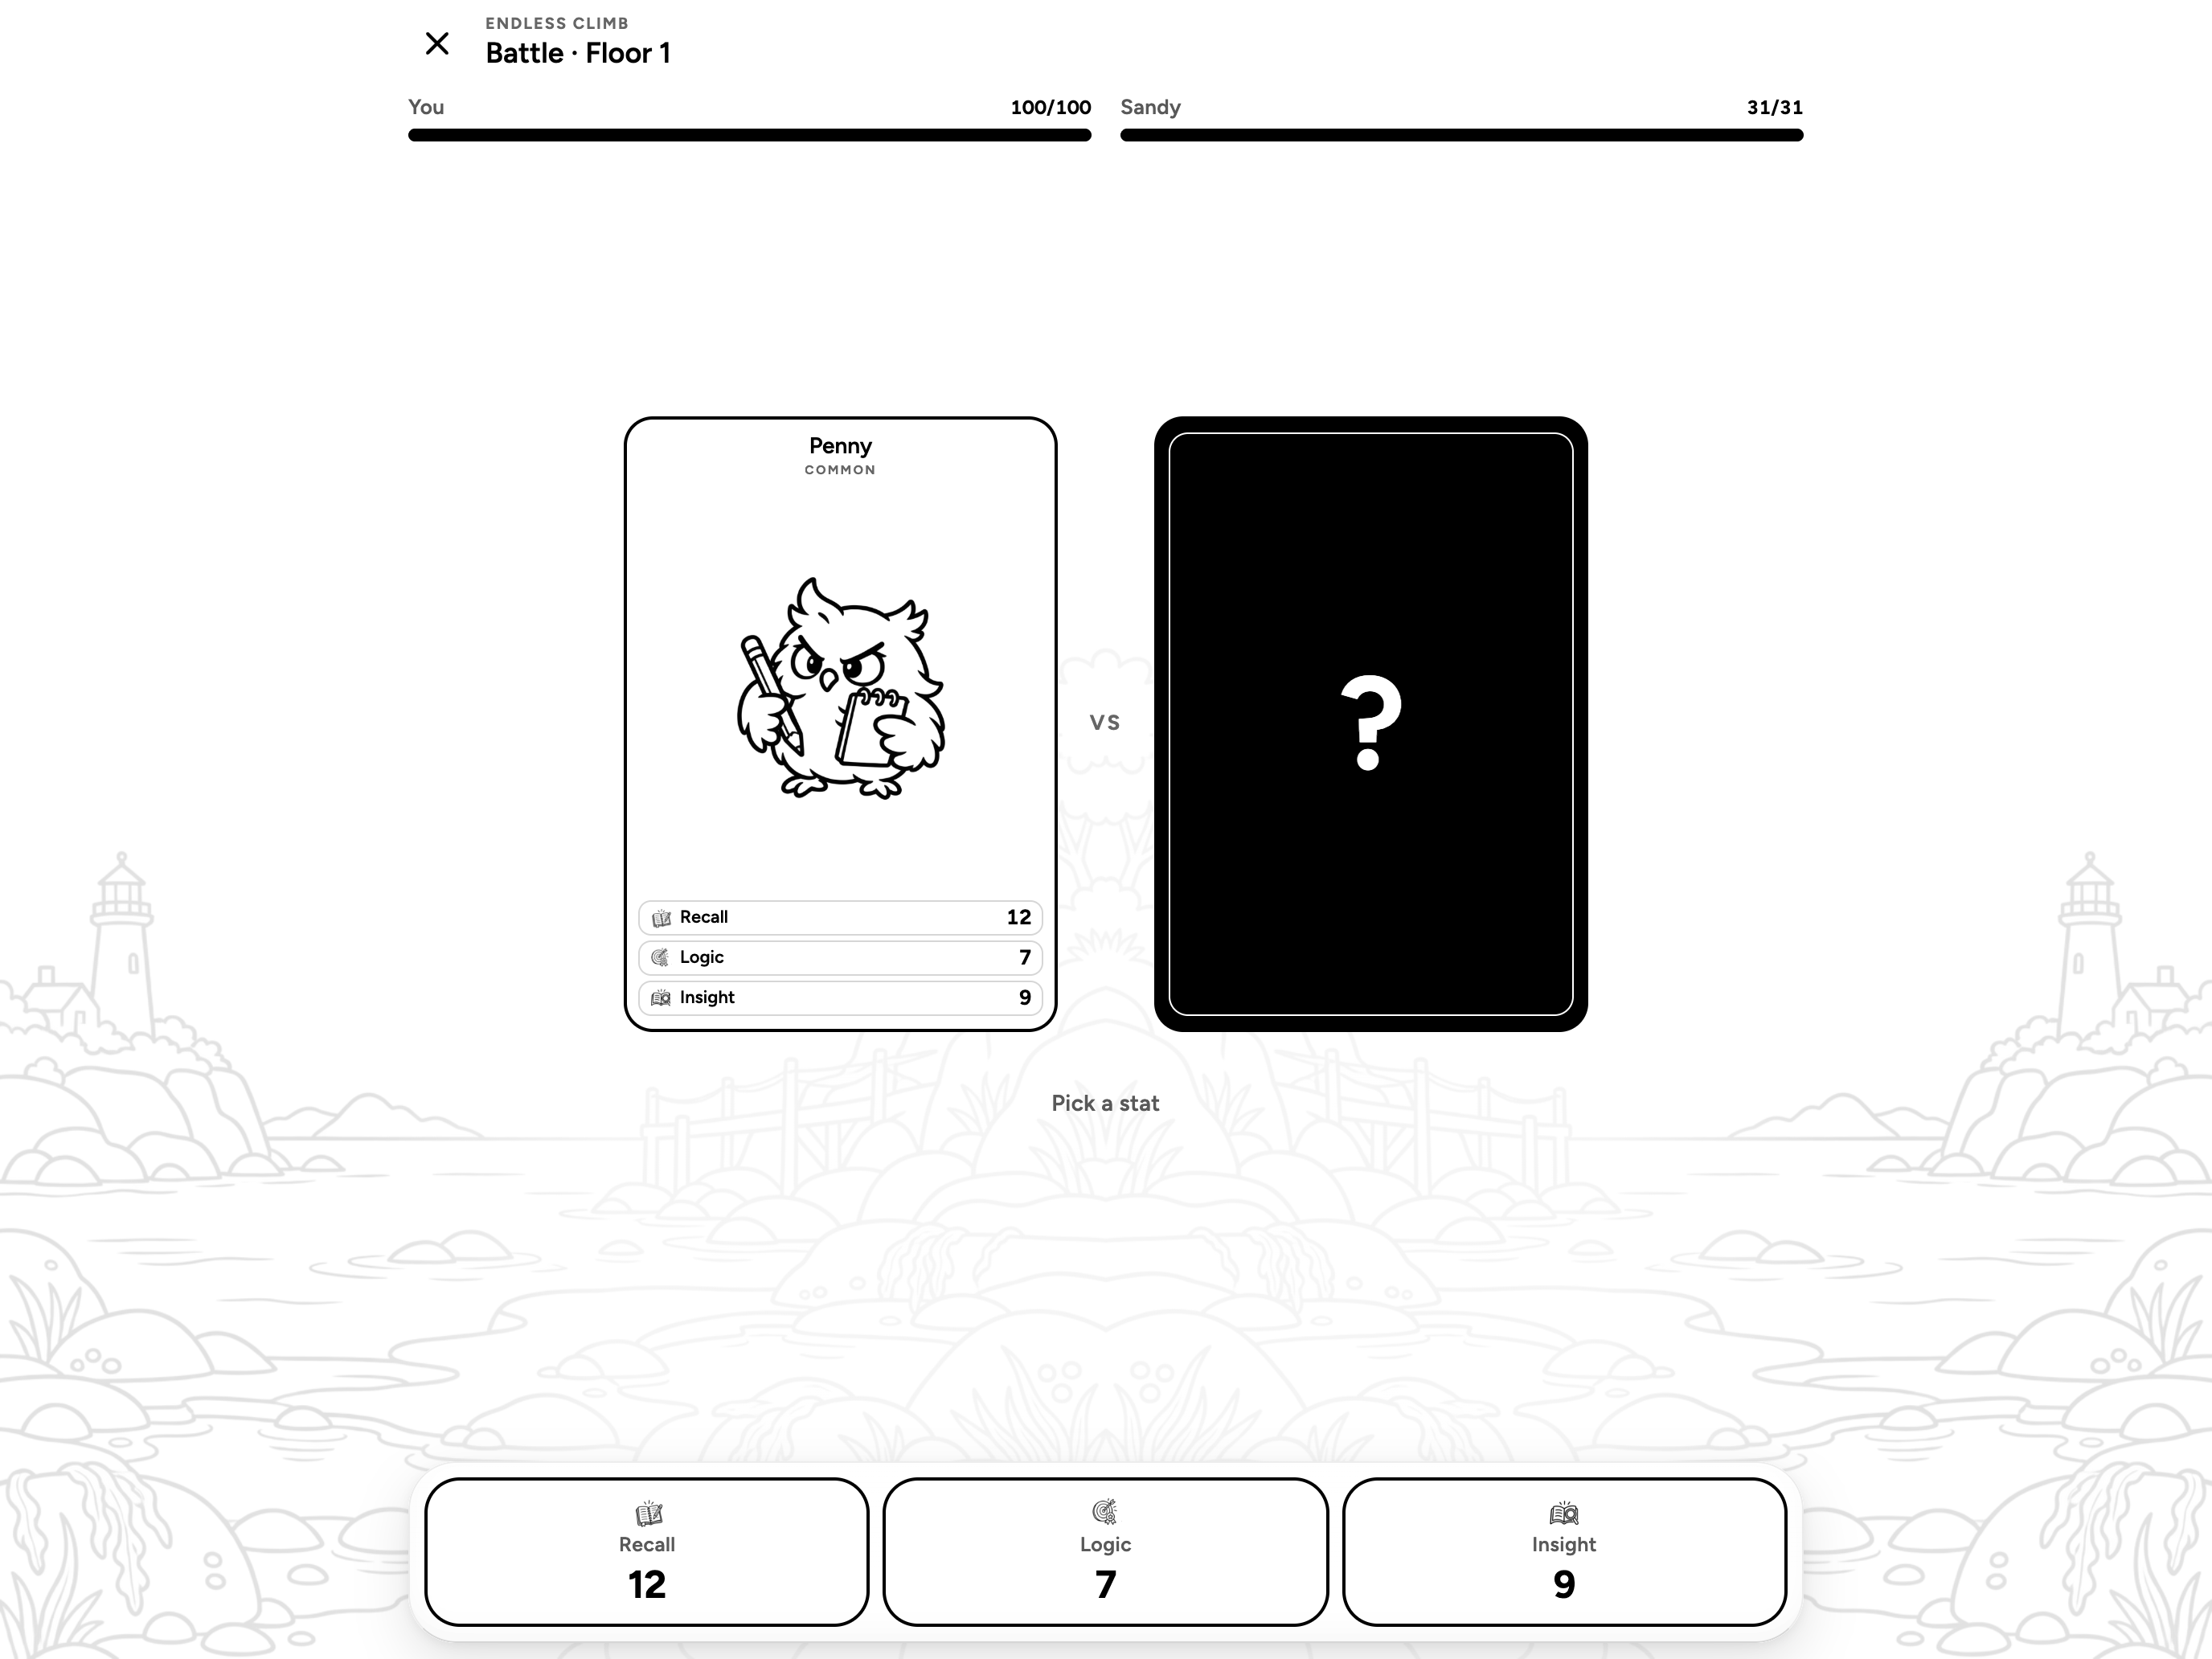 ENDLESS CLIMB
Battle · Floor 1
You 100/100
Sandy 31/31
Penny
COMMON
Recall 12
Logic 7
Insight 9
VS
?
Pick a stat
Recall
12
Logic
7
Insight
9